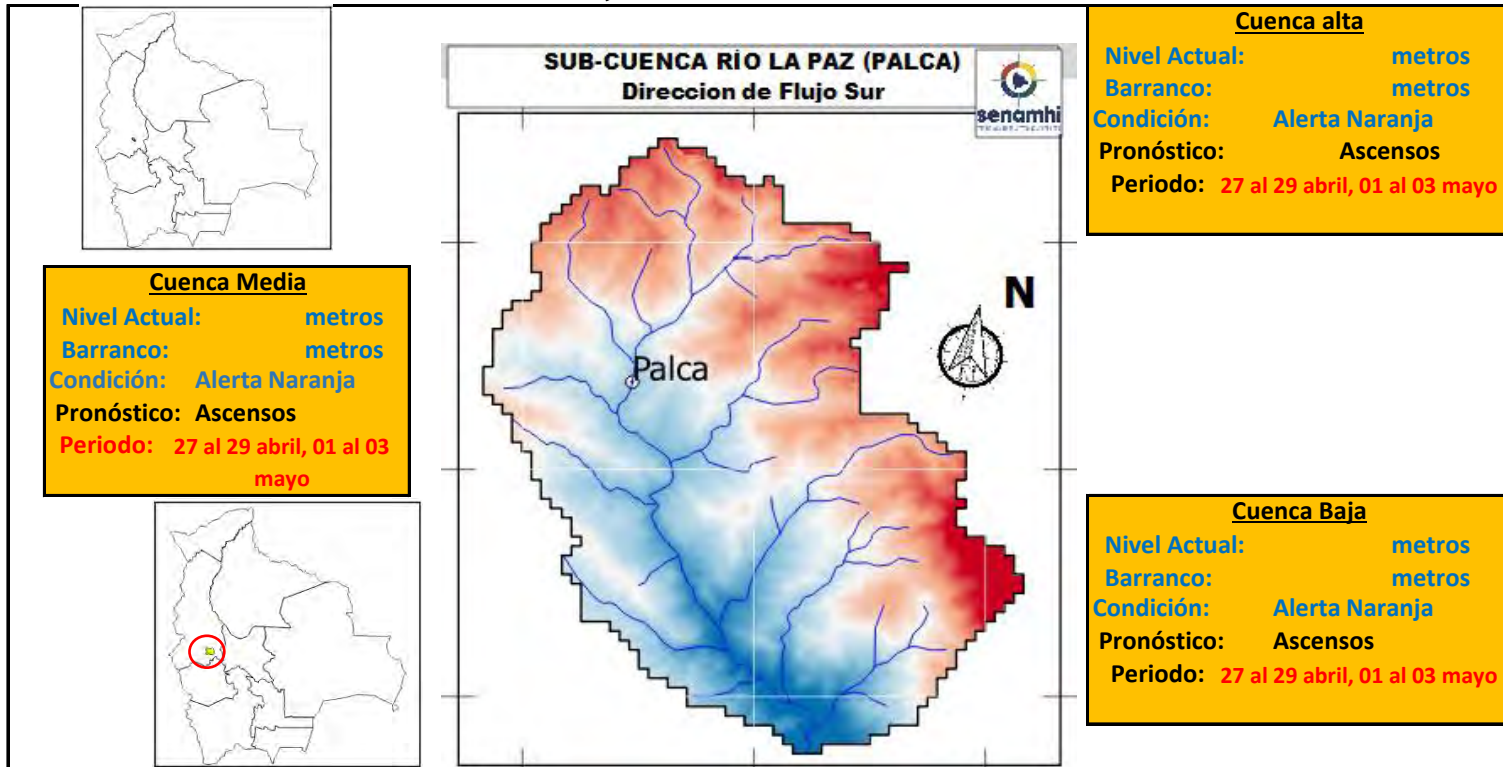 SUB-CUENCA RÍO LA PAZ (PALCA)
Direccion de Flujo Sur
senamhi
N
Palca
Cuenca alta
Nivel Actual: metros
Barranco: metros
Condición: Alerta Naranja
Pronóstico: Ascensos
Periodo: 27 al 29 abril, 01 al 03 mayo
Cuenca Media
Nivel Actual: metros
Barranco: metros
Condición: Alerta Naranja
Pronóstico: Ascensos
Periodo: 27 al 29 abril, 01 al 03
mayo
Cuenca Baja
Nivel Actual: metros
Barranco: metros
Condición: Alerta Naranja
Pronóstico: Ascensos
Periodo: 27 al 29 abril, 01 al 03 mayo